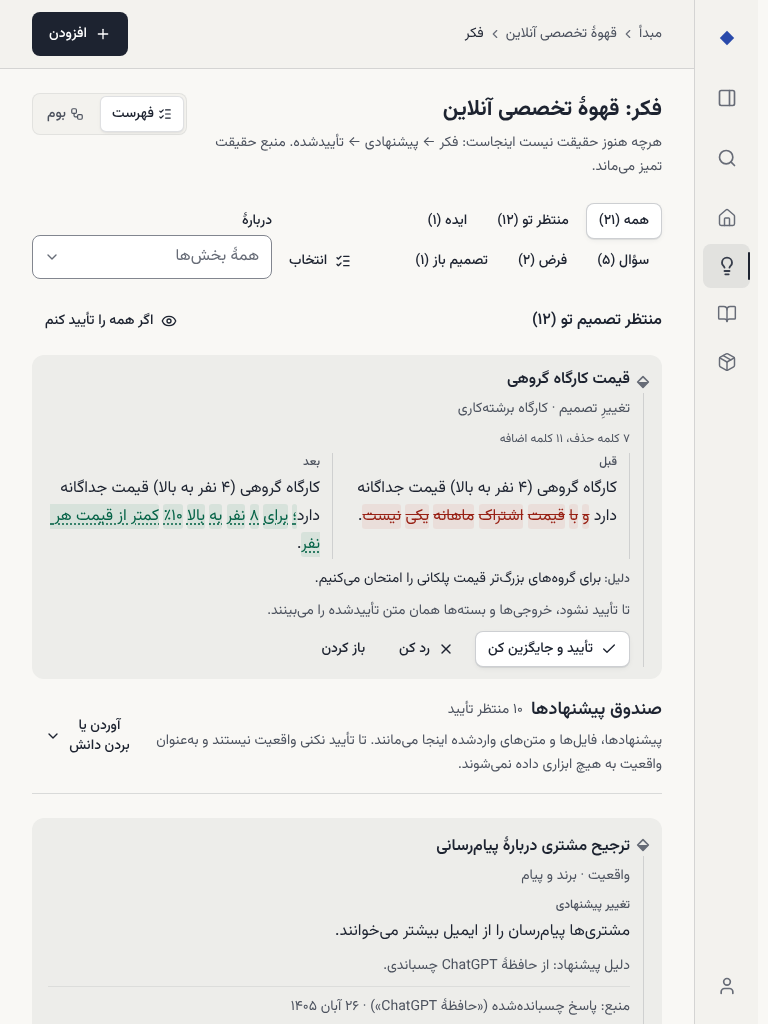 مبدأ › قهوهٔ تخصصی آنلاین › فکر
افزودن
فکر: قهوهٔ تخصصی آنلاین
هرچه هنوز حقیقت نیست اینجاست: فکر ← پیشنهادی ← تأییدشده. منبع حقیقت
تمیز می‌ماند.
فهرست
بوم
همه (۲۱)
منتظر تو (۱۲)
ایده (۱)
سؤال (۵)
فرض (۲)
تصمیم باز (۱)
انتخاب
دربارهٔ
همهٔ بخش‌ها
منتظر تصمیم تو (۱۲)
اگر همه را تأیید کنم
قیمت کارگاه گروهی
تغییرِ تصمیم · کارگاه برشته‌کاری
۷ کلمه حذف، ۱۱ کلمه اضافه
قبل
کارگاه گروهی (۴ نفر به بالا) قیمت جداگانه
دارد و با قیمت اشتراک ماهانه یکی نیست.
بعد
کارگاه گروهی (۴ نفر به بالا) قیمت جداگانه
دارد؛ برای ۸ نفر به بالا ۱۰٪ کمتر از قیمت هر
نفر.
دلیل: برای گروه‌های بزرگ‌تر قیمت پلکانی را امتحان می‌کنیم.
تا تأیید نشود، خروجی‌ها و بسته‌ها همان متن تأییدشده را می‌بینند.
تأیید و جایگزین کن
رد کن
باز کردن
صندوق پیشنهادها ۱۰ منتظر تأیید
پیشنهادها، فایل‌ها و متن‌های واردشده اینجا می‌مانند. تا تأیید نکنی واقعیت نیستند و به‌عنوان
واقعیت به هیچ ابزاری داده نمی‌شوند.
آوردن یا
بردن دانش
ترجیح مشتری دربارهٔ پیام‌رسانی
واقعیت · برند و پیام
تغییر پیشنهادی
مشتری‌ها پیام‌رسان را از ایمیل بیشتر می‌خوانند.
دلیل پیشنهاد: از حافظهٔ ChatGPT چسباندی.
منبع: پاسخ چسبانده‌شده («حافظهٔ ChatGPT») · ۲۶ آبان ۱۴۰۵